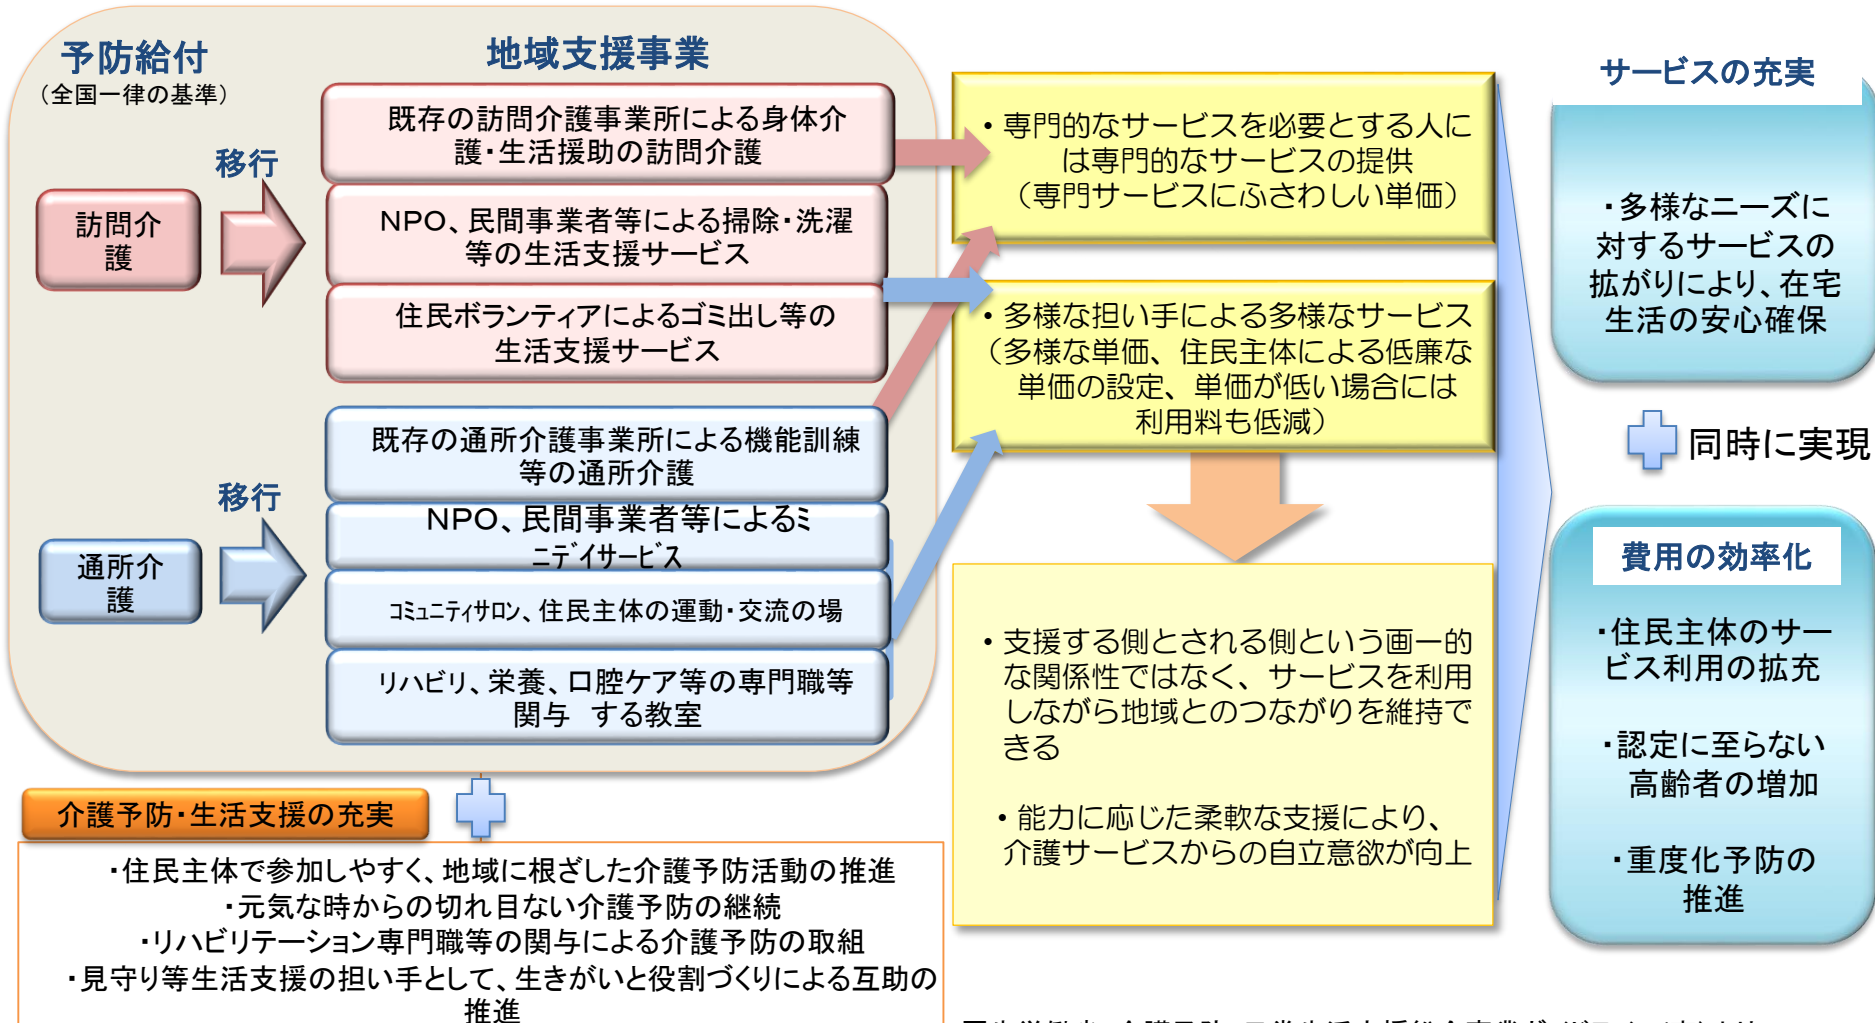 予防給付
（全国一律の基準）
地域支援事業
移行
訪問介
護
既存の訪問介護事業所による身体介
護・生活援助の訪問介護
ＮＰＯ、民間事業者等による掃除・洗濯
等の生活支援サービス
住民ボランティアによるゴミ出し等の
生活支援サービス
移行
通所介
護
既存の通所介護事業所による機能訓練
等の通所介護
ＮＰＯ、民間事業者等によるミ
ニデイサービス
コミュニティサロン、住民主体の運動・交流の場
リハビリ、栄養、口腔ケア等の専門職等
関与　する教室
・専門的なサービスを必要とする人に
は専門的なサービスの提供
（専門サービスにふさわしい単価）
・多様な担い手による多様なサービス
（多様な単価、住民主体による低廉な
単価の設定、単価が低い場合には
利用料も低減）
・支援する側とされる側という画一的
な関係性ではなく、サービスを利用
しながら地域とのつながりを維持で
きる
・能力に応じた柔軟な支援により、
介護サービスからの自立意欲が向上
サービスの充実
・多様なニーズに
対するサービスの
拡がりにより、在宅
生活の安心確保
同時に実現
費用の効率化
・住民主体のサー
ビス利用の拡充
・認定に至らない
高齢者の増加
・重度化予防の
推進
介護予防・生活支援の充実
・住民主体で参加しやすく、地域に根ざした介護予防活動の推進
・元気な時からの切れ目ない介護予防の継続
・リハビリテーション専門職等の関与による介護予防の取組
・見守り等生活支援の担い手として、生きがいと役割づくりによる互助の
推進